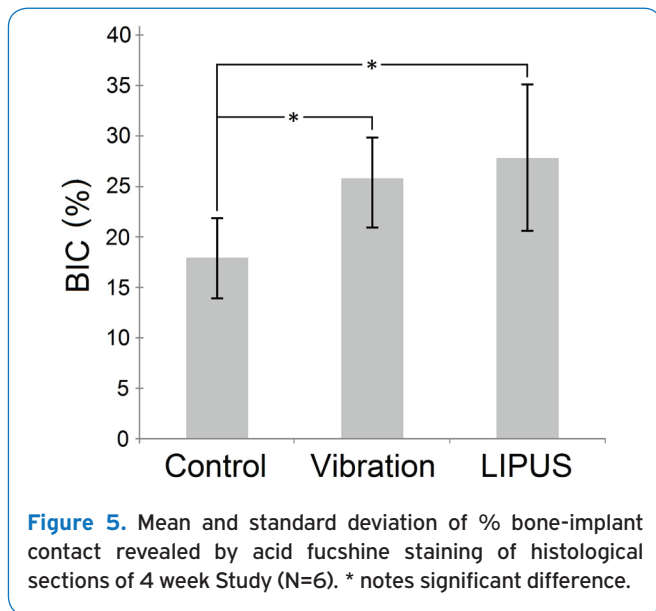 40
35
30
25
20
15
10
5
0
BIC (%)
*
*
Control Vibration LIPUS
Figure 5. Mean and standard deviation of % bone-implant
contact revealed by acid fucshine staining of histological
sections of 4 week Study (N=6). * notes significant difference.